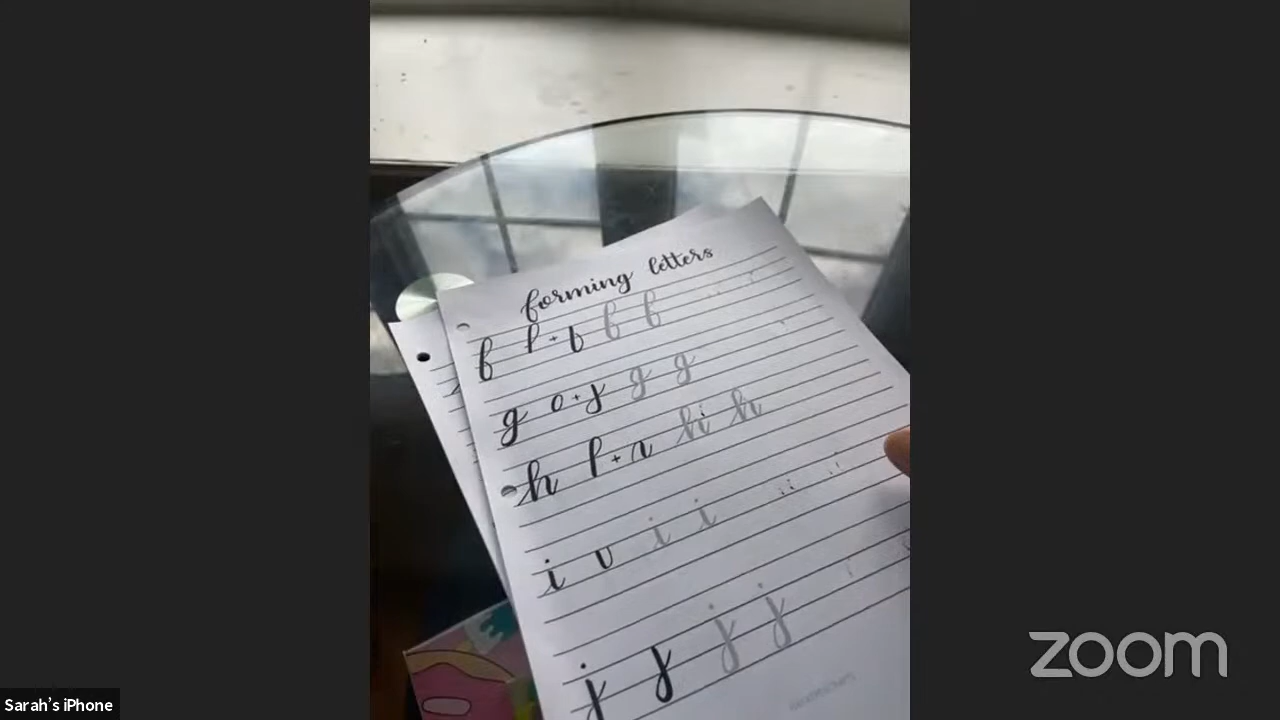 forming letters
f l + f f f
g o + j g g
h l + n h h
i u i i
j j j j
zoom
Sarah's iPhone